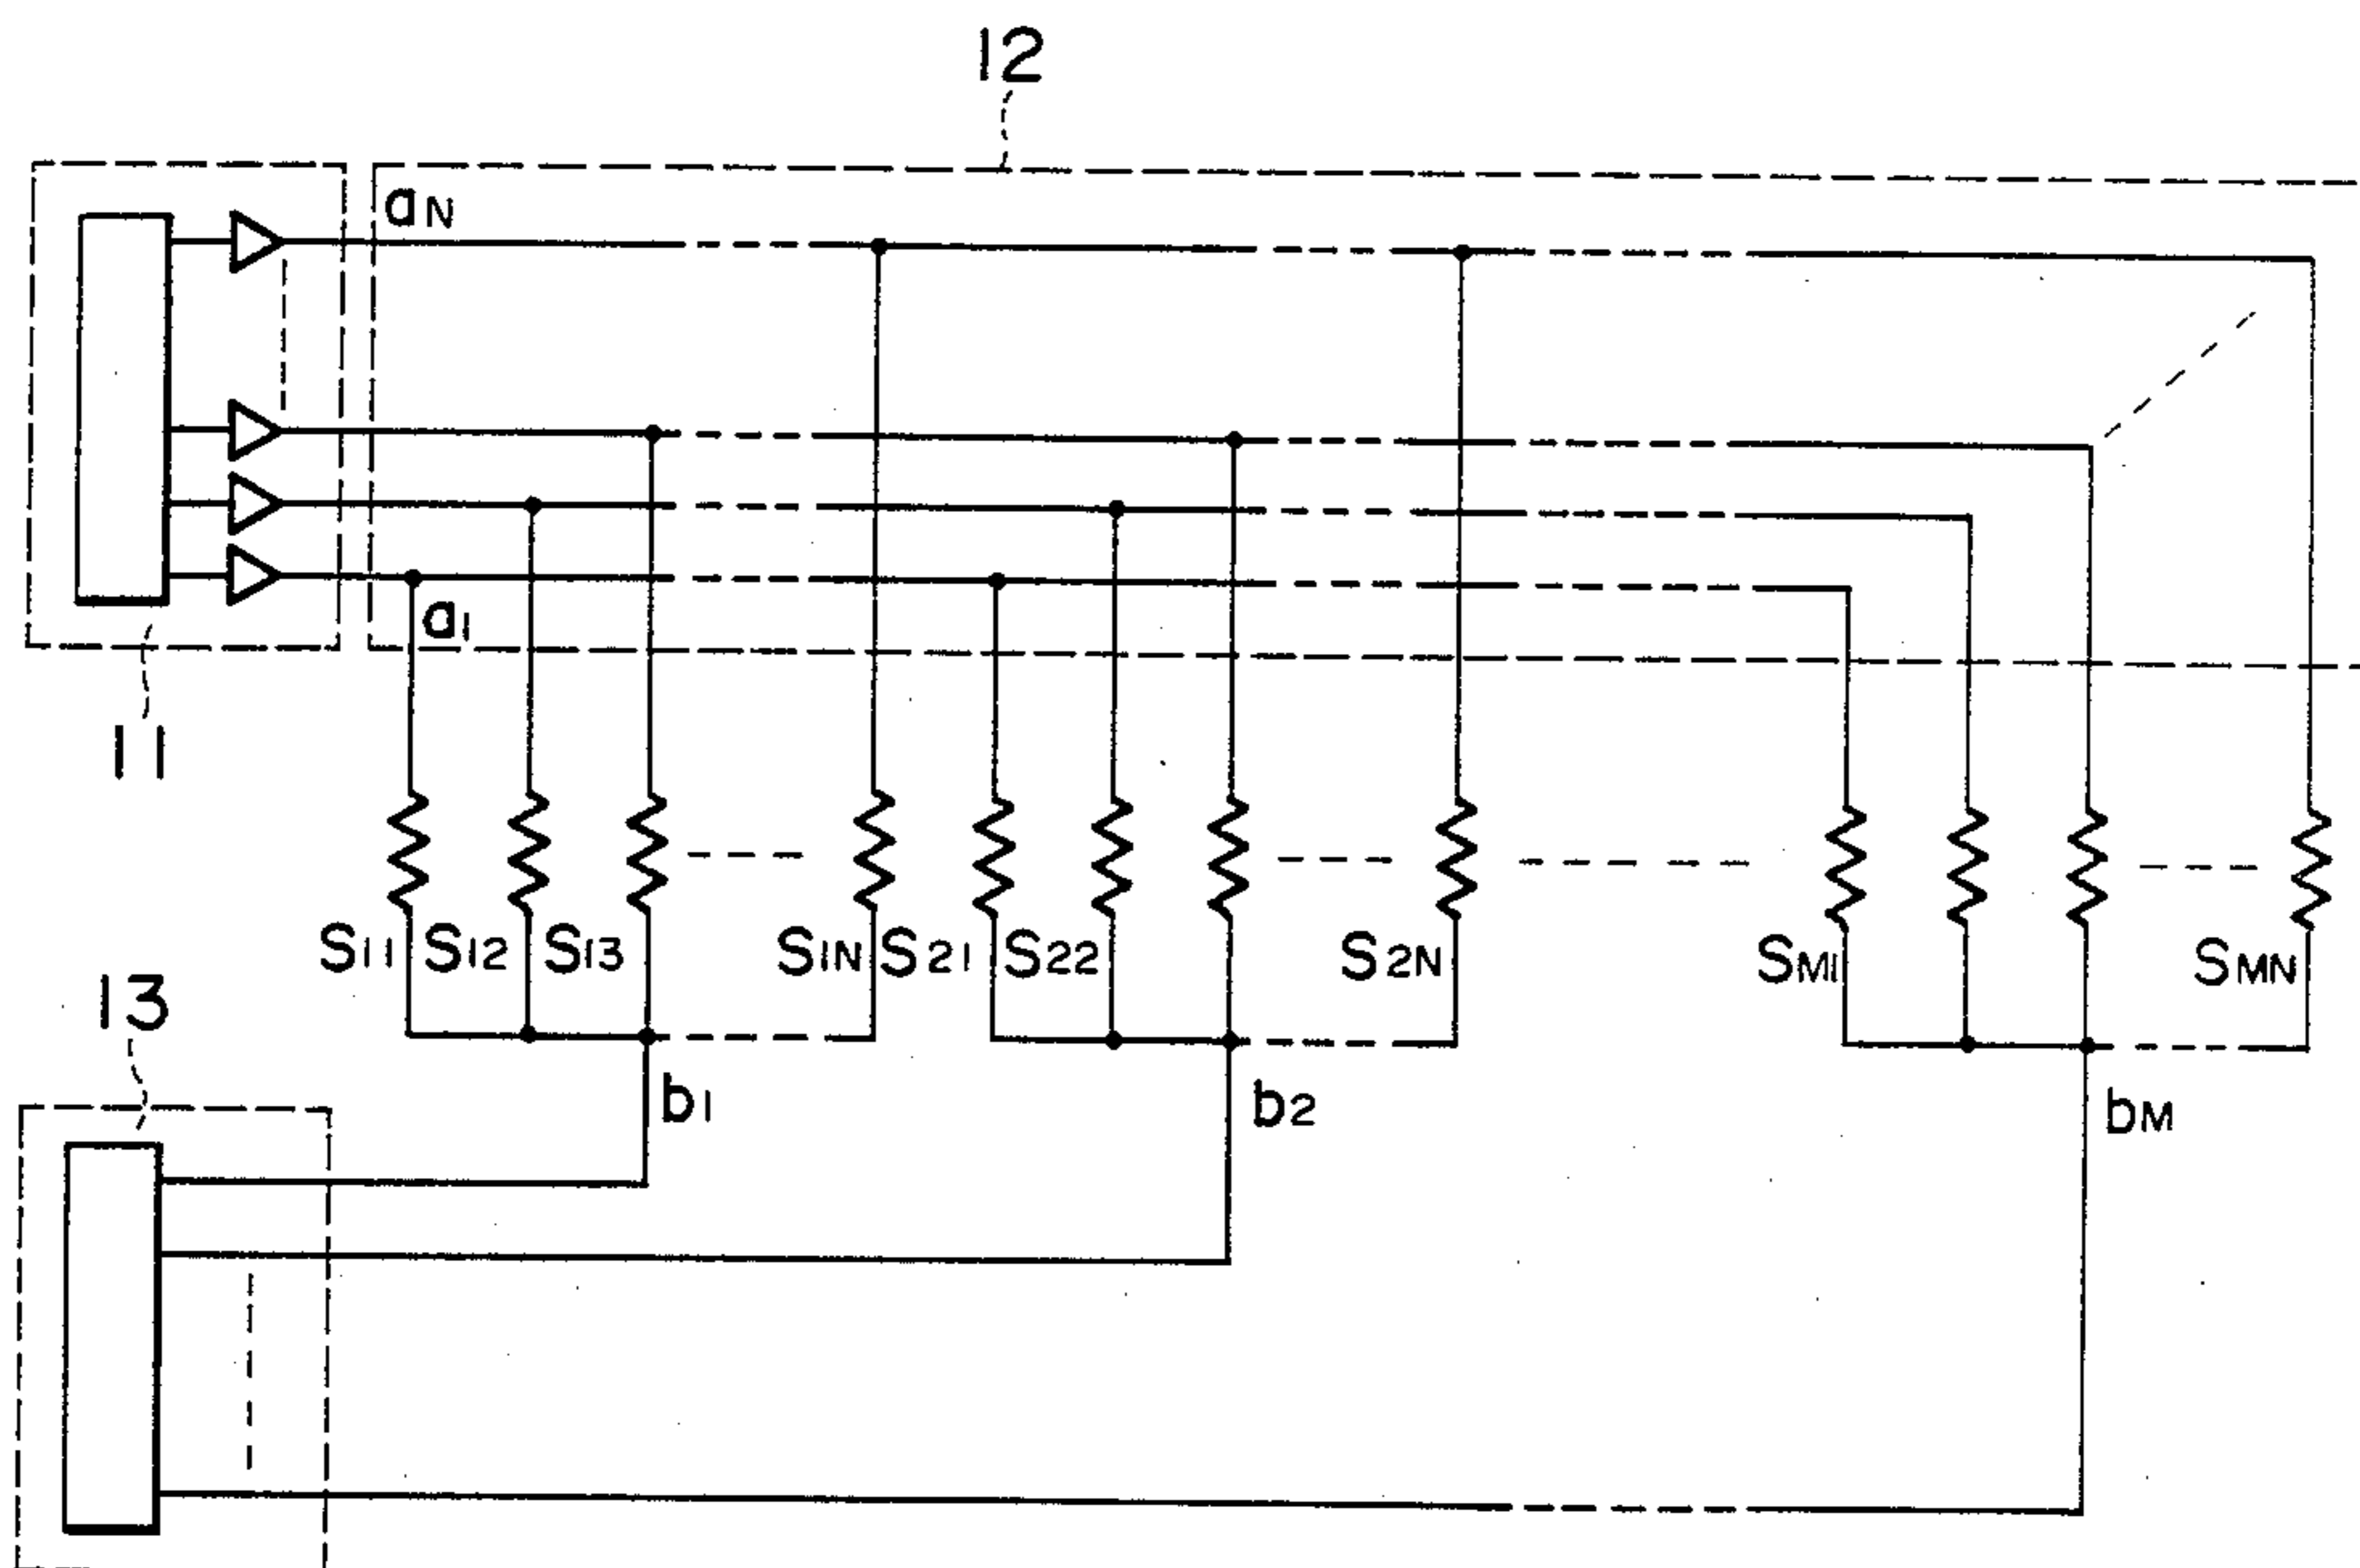 12
aN
a1
11
S11 S12 S13 S1N S21 S22 S2N SM1 SMN
13
b1 b2 bM